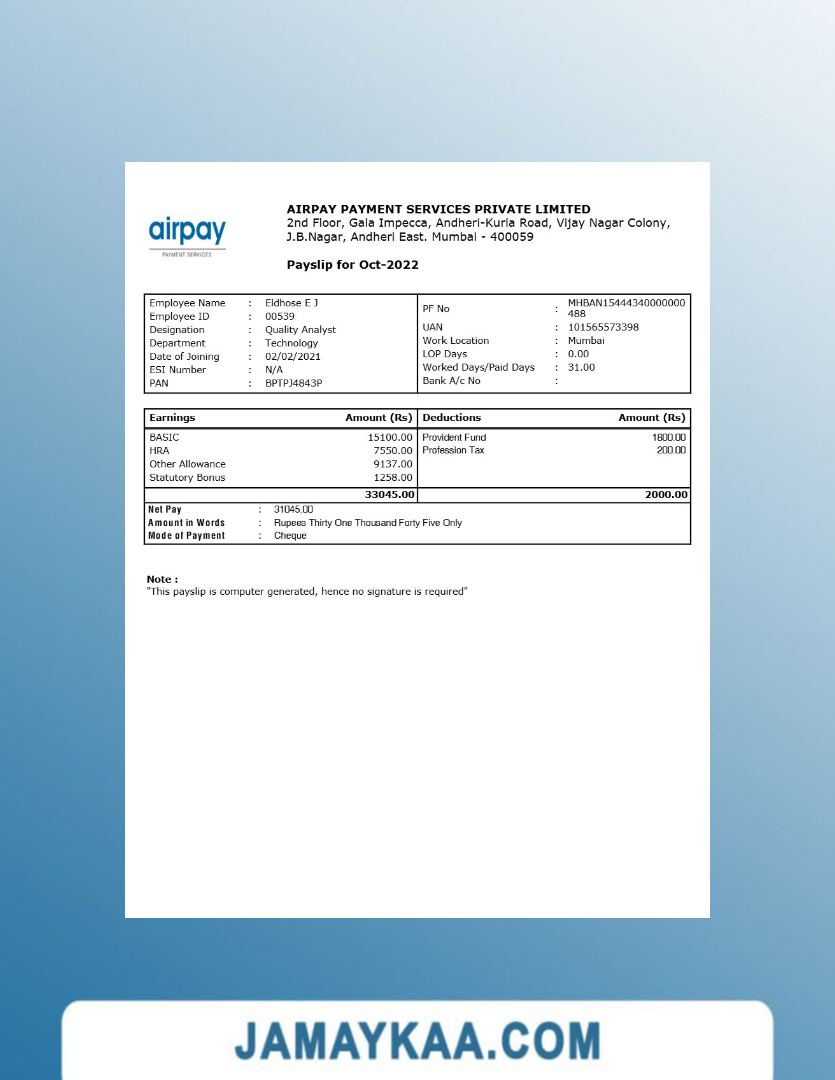 airpay
PAYMENT SERVICES
AIRPAY PAYMENT SERVICES PRIVATE LIMITED
2nd Floor, Gala Impecca, Andheri-Kurla Road, Vijay Nagar Colony,
J.B.Nagar, Andheri East. Mumbai - 400059
Payslip for Oct-2022
Employee Name : Eldhose E J
Employee ID : 00539
Designation : Quality Analyst
Department : Technology
Date of Joining : 02/02/2021
ESI Number : N/A
PAN : BPTPJ4843P
PF No : MHBAN15444340000000
488
UAN : 101565573398
Work Location : Mumbai
LOP Days : 0.00
Worked Days/Paid Days : 31.00
Bank A/c No :
Earnings Amount (Rs) Deductions Amount (Rs)
BASIC 15100.00 Provident Fund 1800.00
HRA 7550.00 Profession Tax 200.00
Other Allowance 9137.00
Statutory Bonus 1258.00
33045.00 2000.00
Net Pay : 31045.00
Amount in Words : Rupees Thirty One Thousand Forty Five Only
Mode of Payment : Cheque
Note :
"This payslip is computer generated, hence no signature is required"
JAMAYKAA.COM